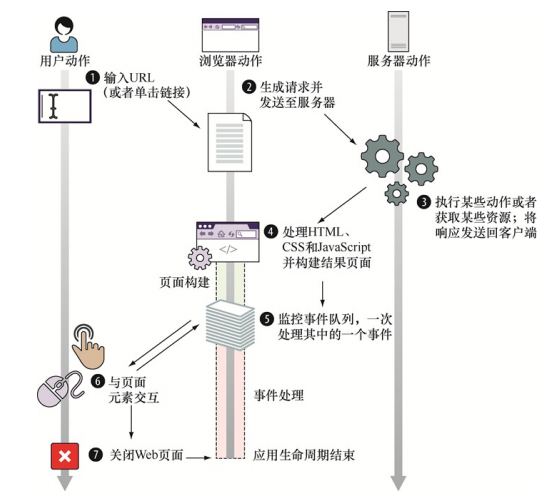 用户动作
浏览器动作
服务器动作
❶ 输入URL
（或者单击链接）
❷ 生成请求并
发送至服务器
❸ 执行某些动作或者
获取某些资源；将
响应发送回客户端
❹ 处理HTML、
CSS和JavaScript
并构建结果页面
</>
页面构建
❺ 监控事件队列，一次
处理其中的一个事件
❻ 与页面
元素交互
事件处理
❼ 关闭Web页面
应用生命周期结束